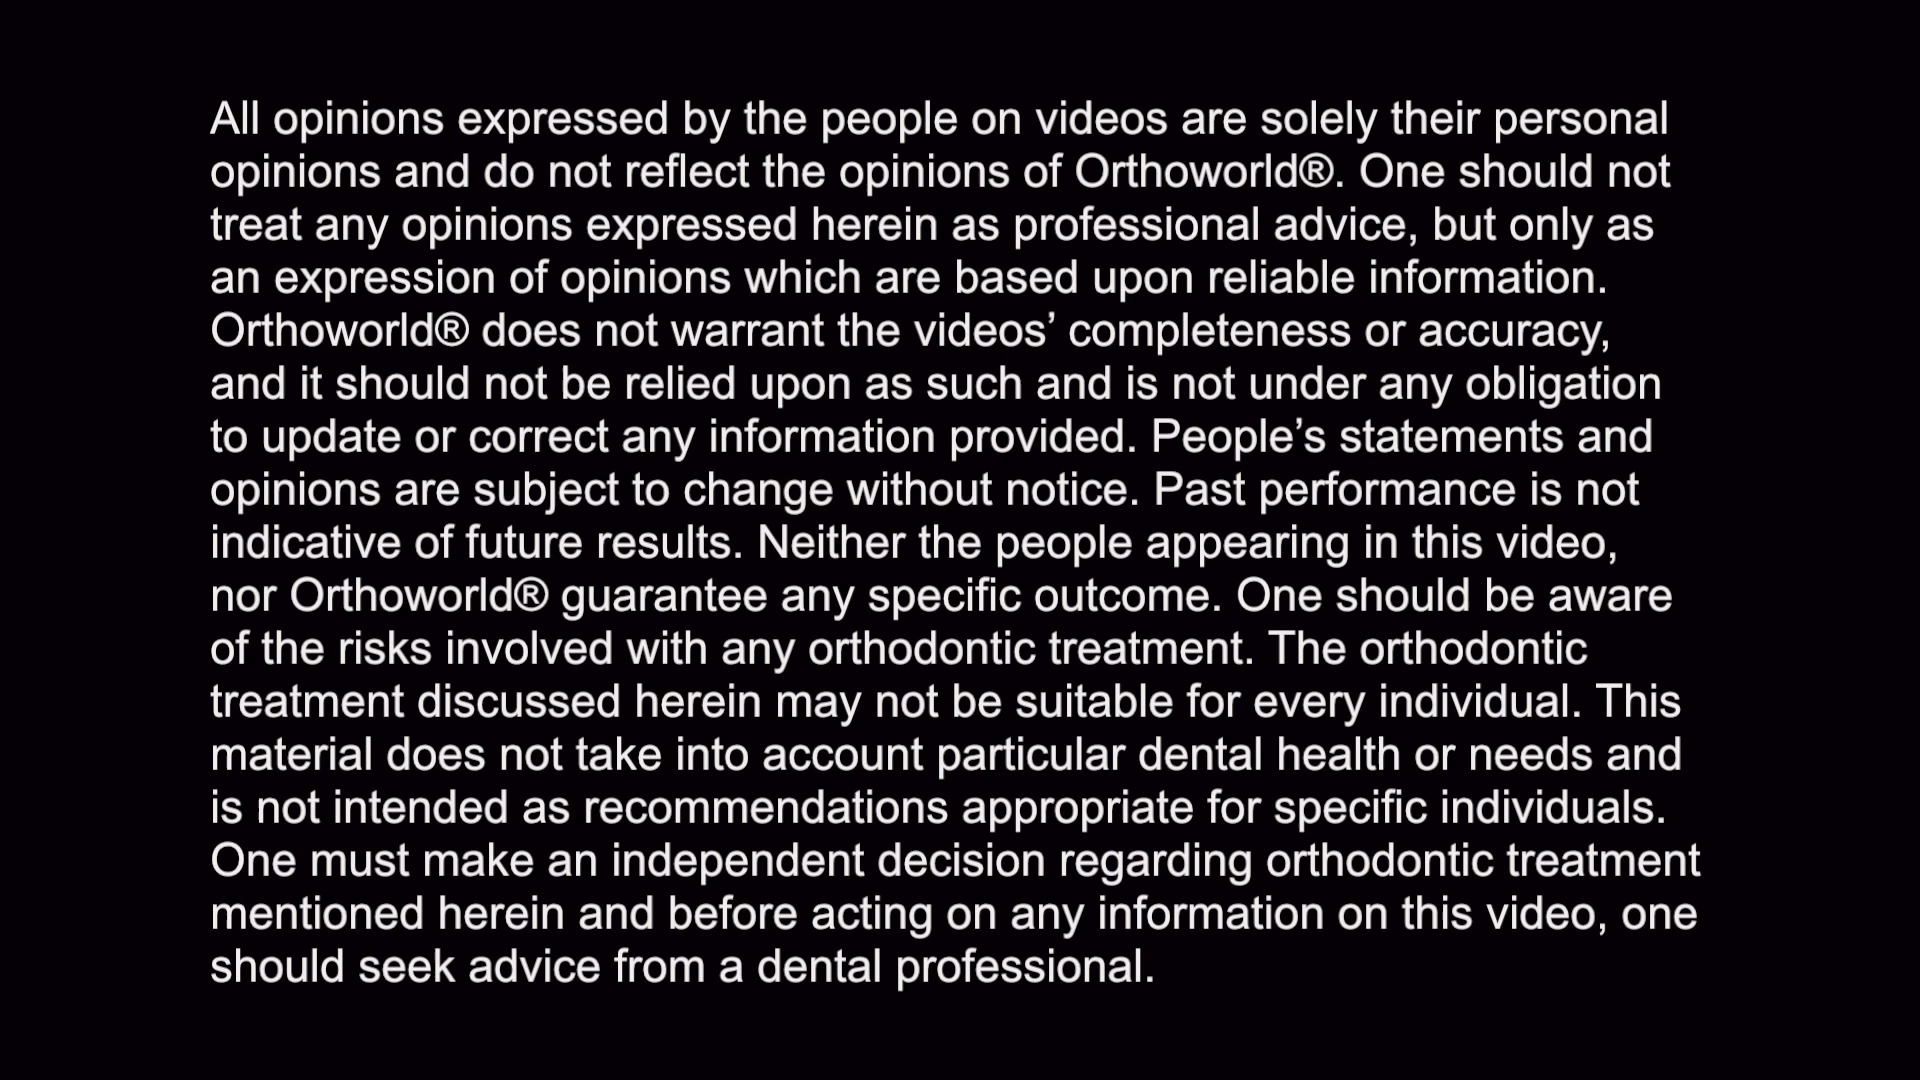 All opinions expressed by the people on videos are solely their personal
opinions and do not reflect the opinions of Orthoworld®. One should not
treat any opinions expressed herein as professional advice, but only as
an expression of opinions which are based upon reliable information.
Orthoworld® does not warrant the videos’ completeness or accuracy,
and it should not be relied upon as such and is not under any obligation
to update or correct any information provided. People’s statements and
opinions are subject to change without notice. Past performance is not
indicative of future results. Neither the people appearing in this video,
nor Orthoworld® guarantee any specific outcome. One should be aware
of the risks involved with any orthodontic treatment. The orthodontic
treatment discussed herein may not be suitable for every individual. This
material does not take into account particular dental health or needs and
is not intended as recommendations appropriate for specific individuals.
One must make an independent decision regarding orthodontic treatment
mentioned herein and before acting on any information on this video, one
should seek advice from a dental professional.